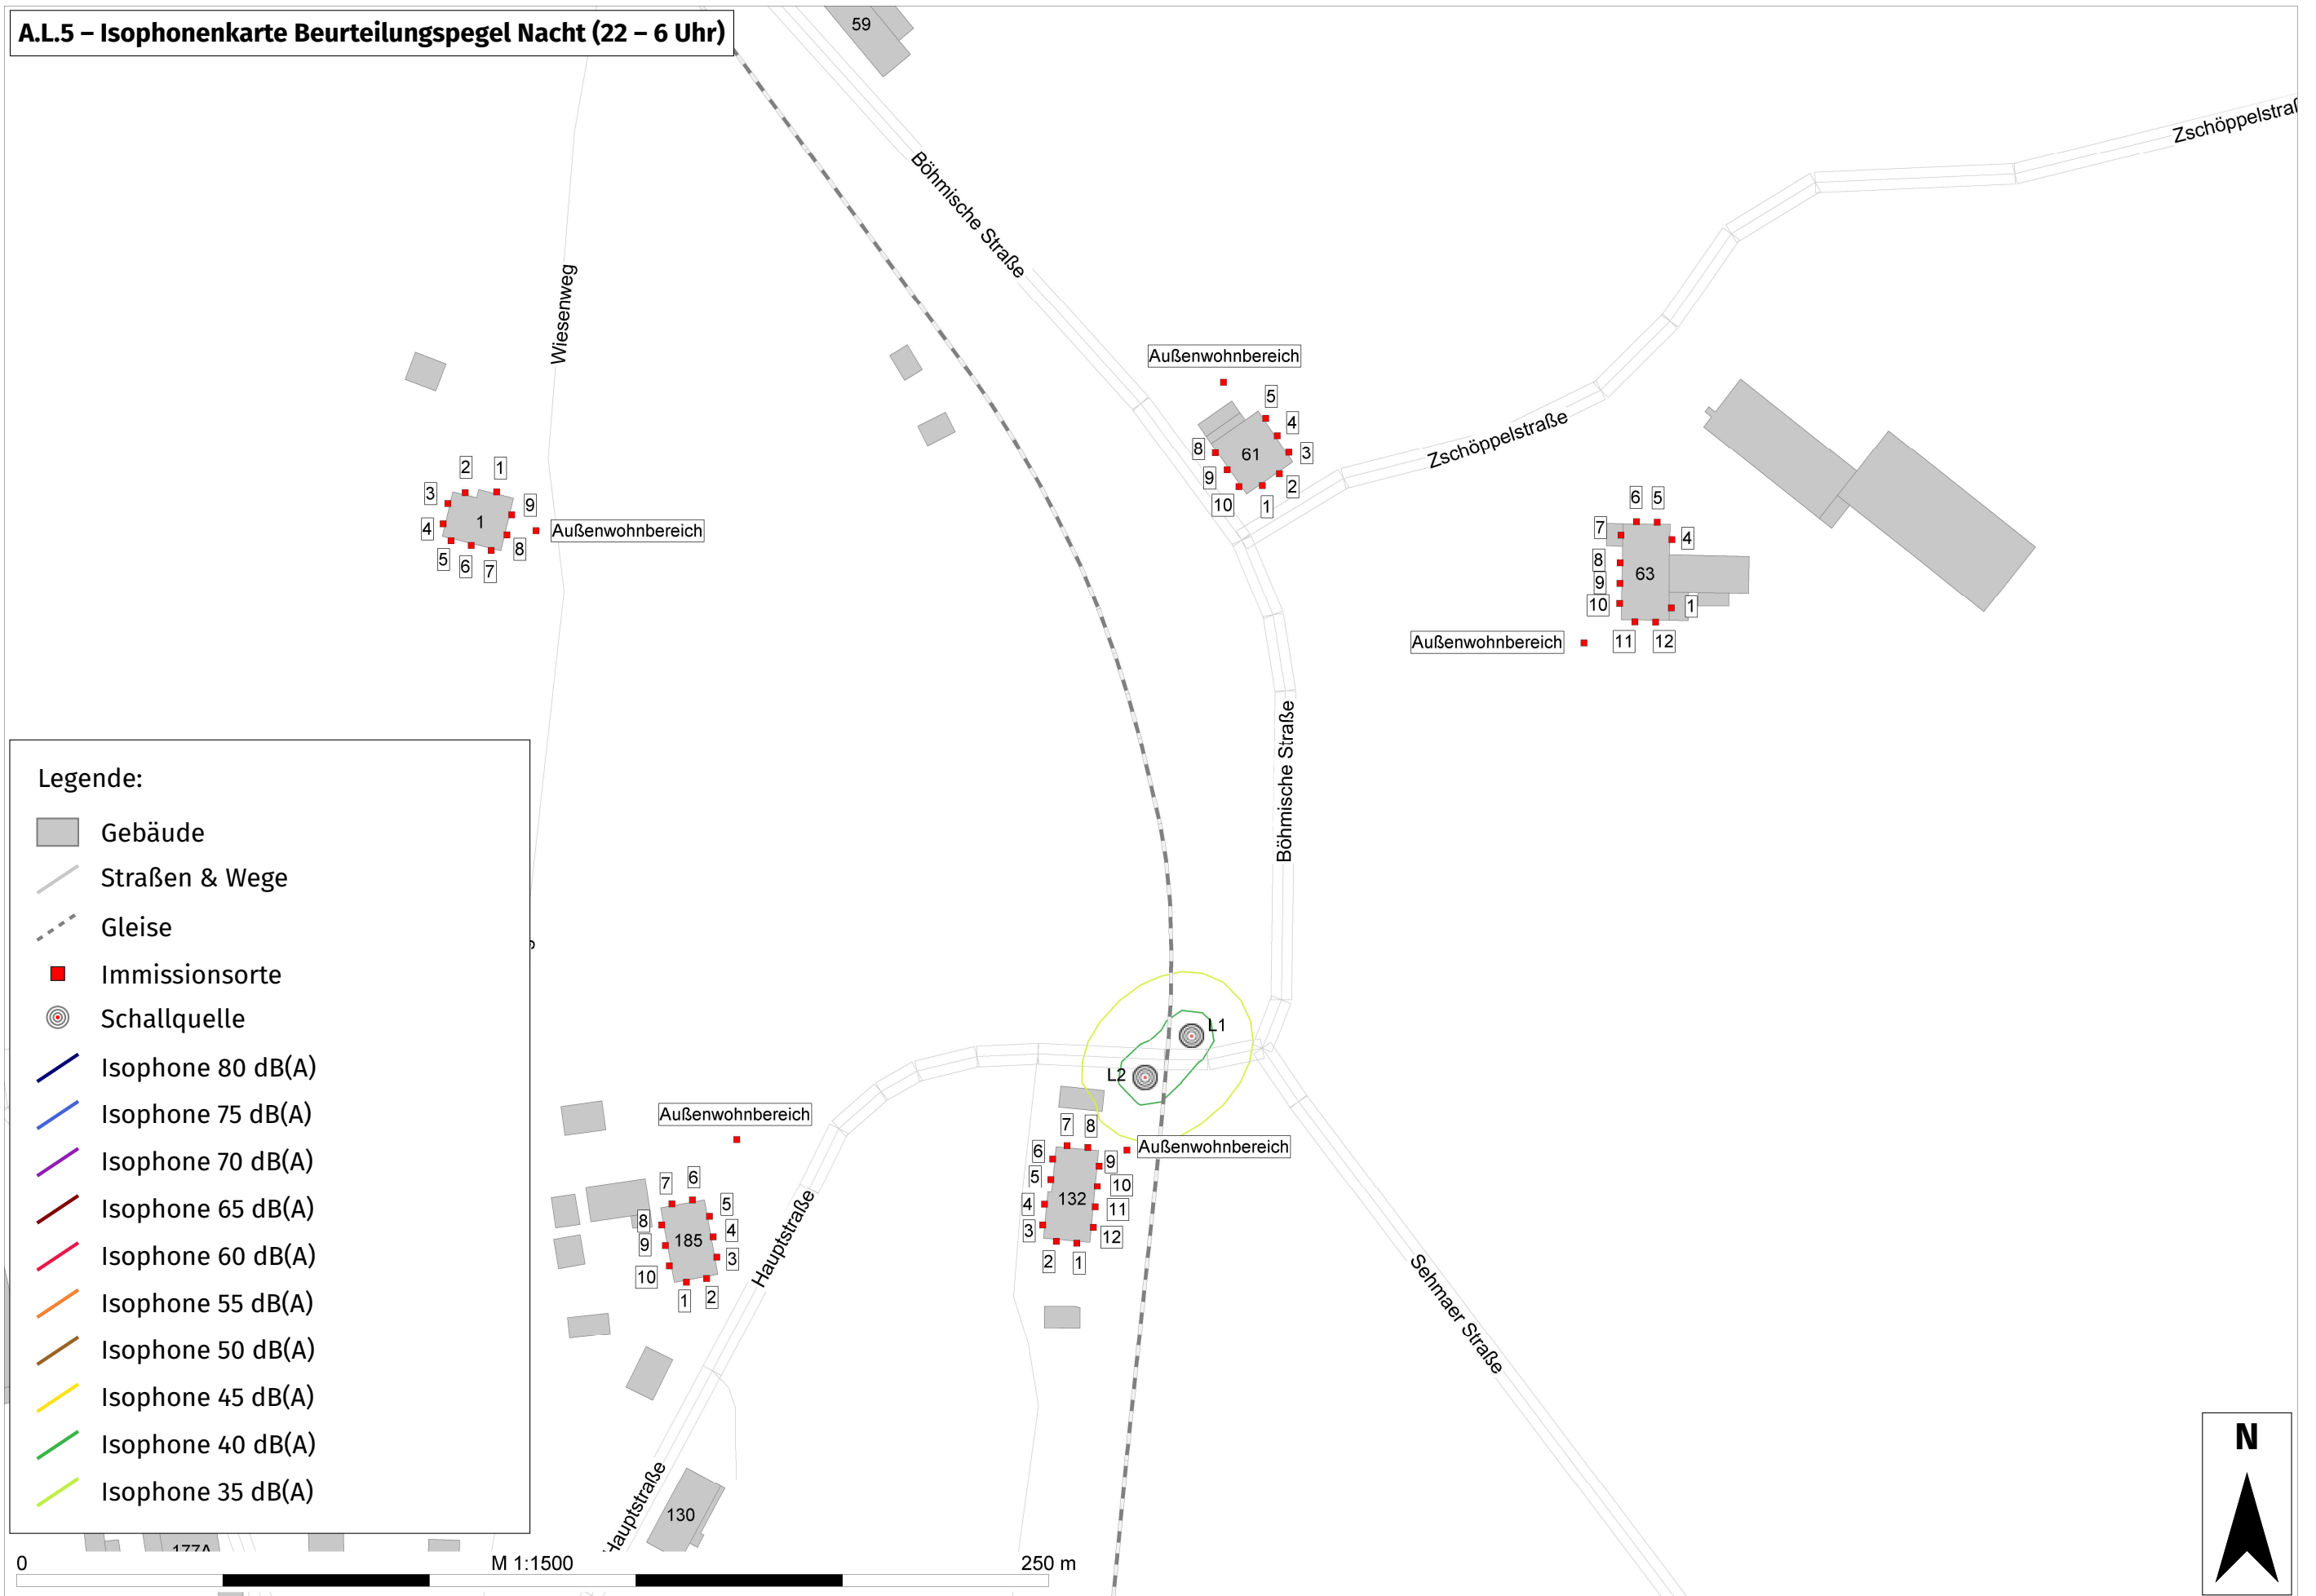 A.L.5 – Isophonenkarte Beurteilungspegel Nacht (22 – 6 Uhr)
59
Zschöppelstraß
Böhmische Straße
Wiesenweg
Außenwohnbereich
5
4
8
61
3
9
2
10
1
Zschöppelstraße
2
1
3
9
1
4
Außenwohnbereich
8
5
6
7
6
5
7
4
8
63
9
10
1
Außenwohnbereich
11
12
Böhmische Straße
Legende:
Gebäude
Straßen & Wege
Gleise
Immissionsorte
Schallquelle
Isophone 80 dB(A)
Isophone 75 dB(A)
Isophone 70 dB(A)
Isophone 65 dB(A)
Isophone 60 dB(A)
Isophone 55 dB(A)
Isophone 50 dB(A)
Isophone 45 dB(A)
Isophone 40 dB(A)
Isophone 35 dB(A)
L1
L2
Außenwohnbereich
7
8
Außenwohnbereich
6
9
5
10
132
4
11
3
12
2
1
7
6
5
8
4
185
9
3
10
1
2
Hauptstraße
Sehmaer Straße
Hauptstraße
130
177A
N
0
M 1:1500
250 m